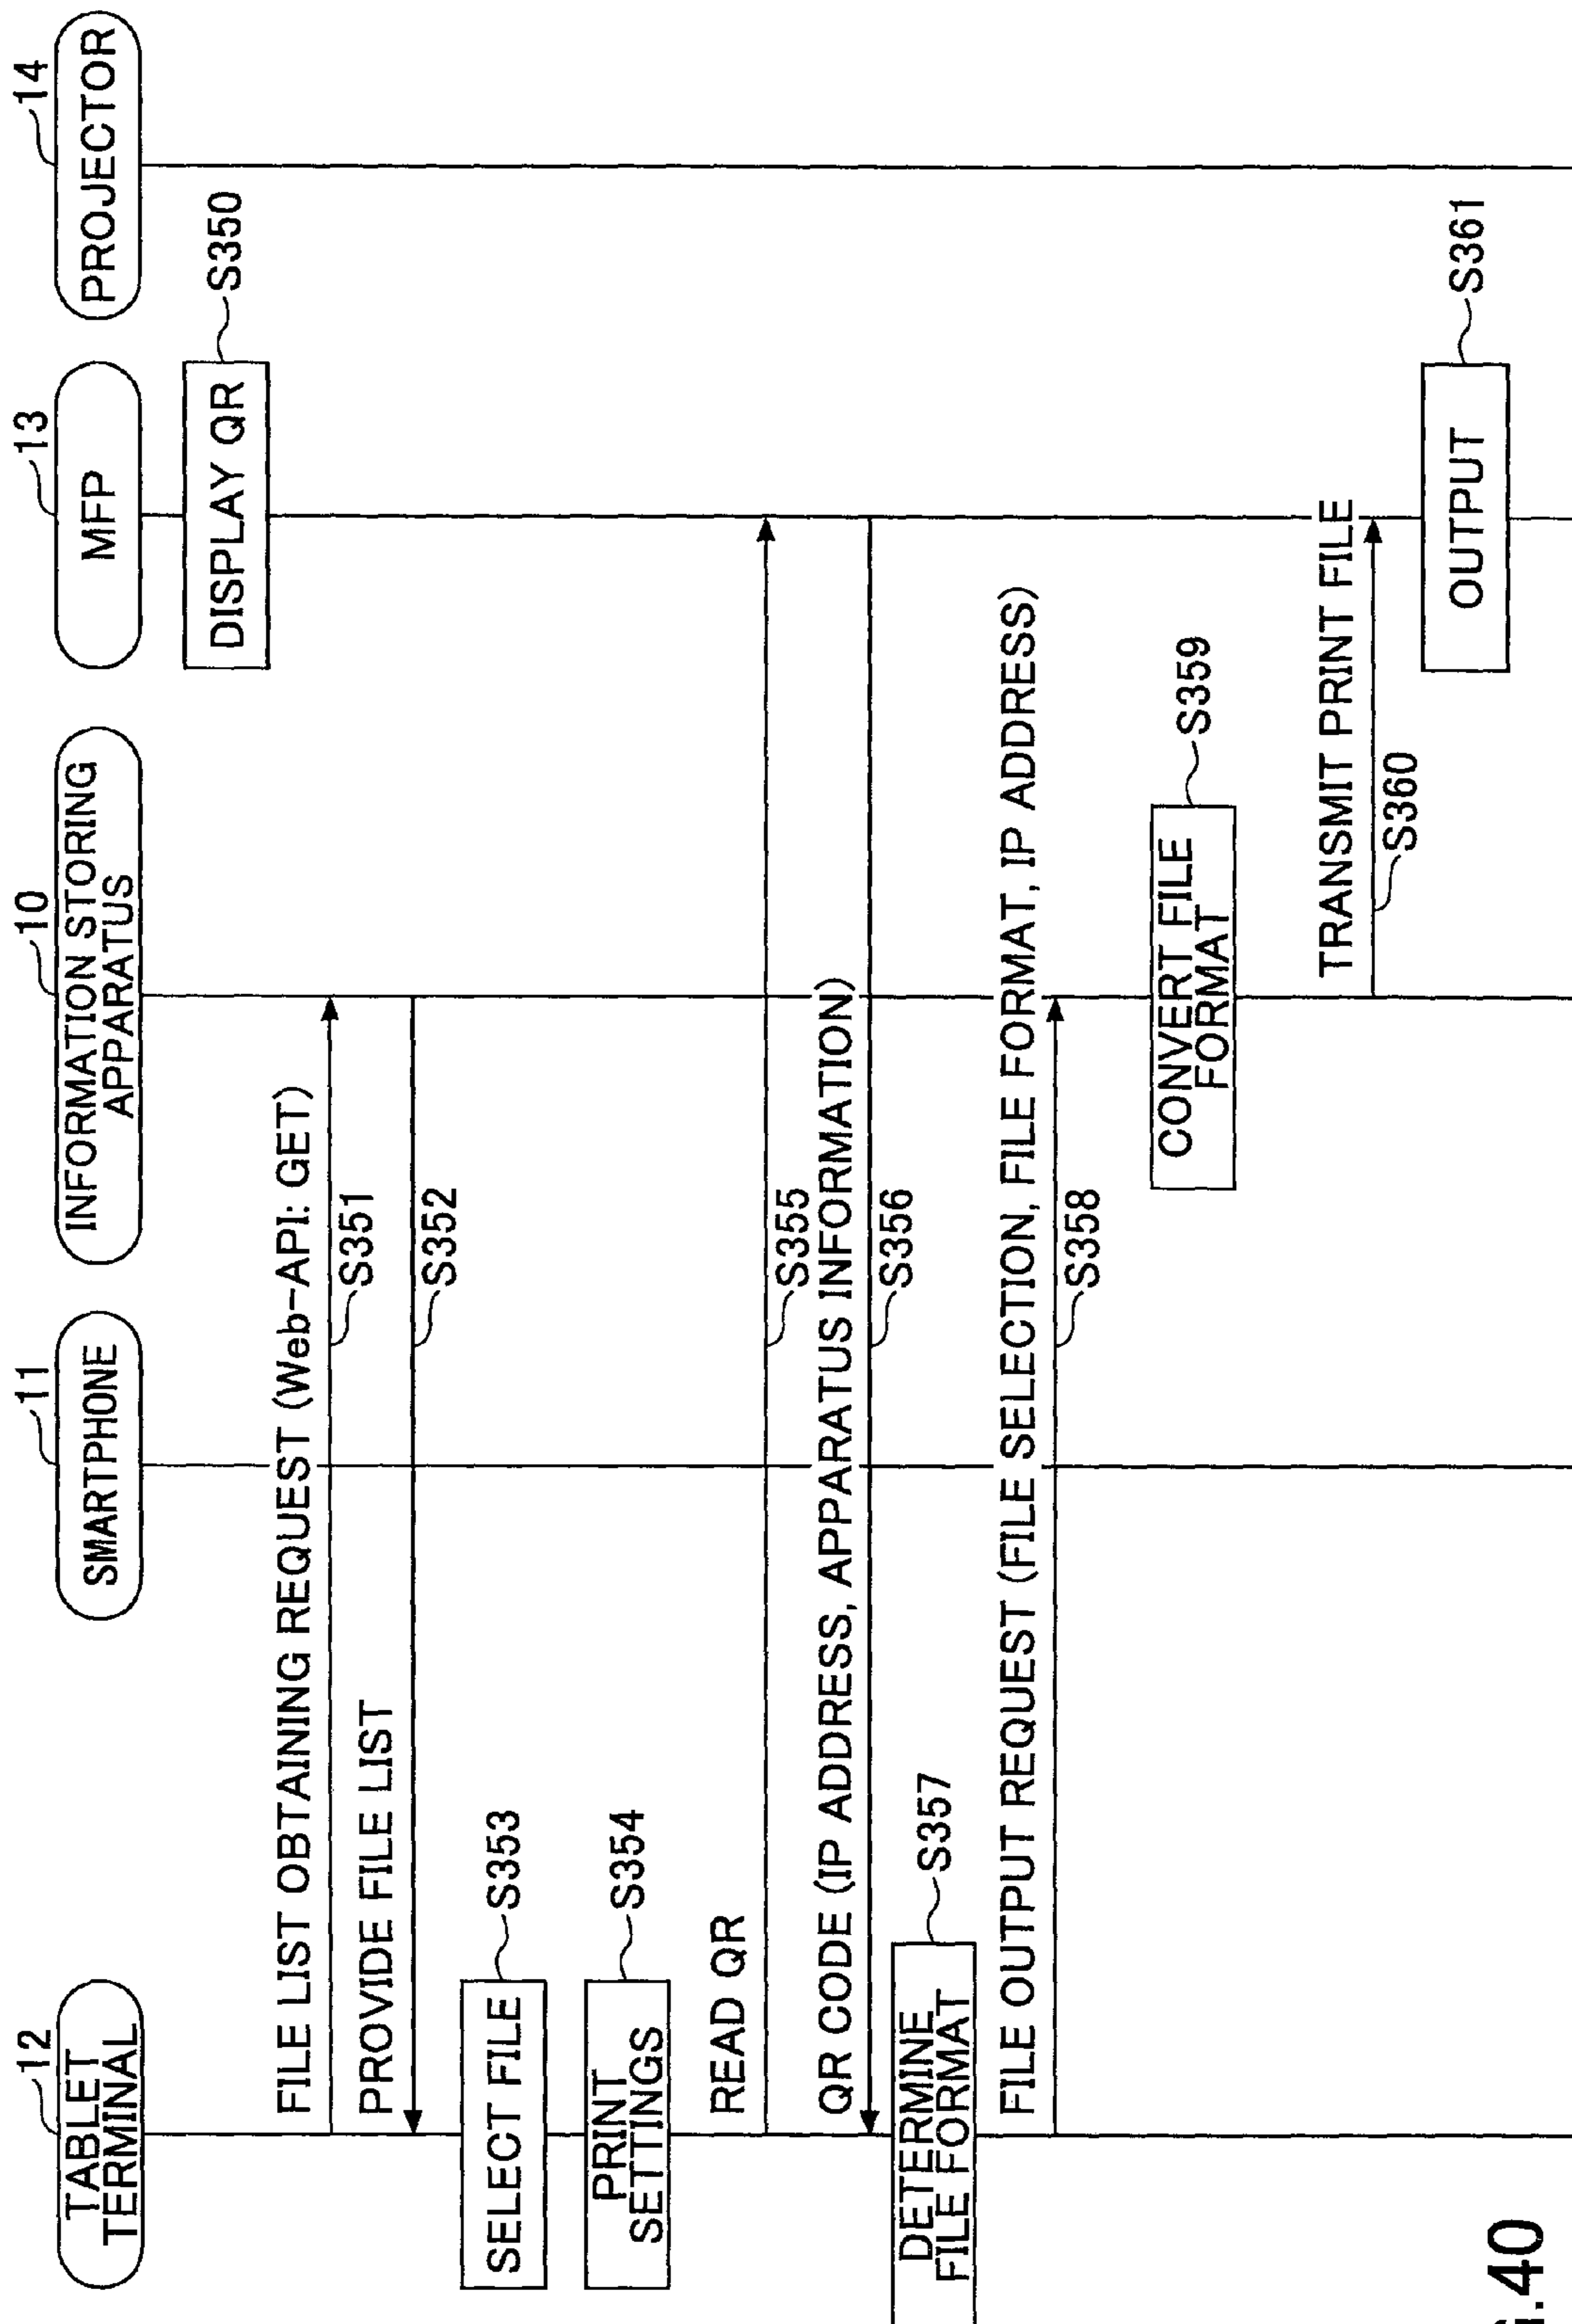 12
TABLET
TERMINAL
11
SMARTPHONE
10
INFORMATION STORING
APPARATUS
13
MFP
14
PROJECTOR
DISPLAY QR
S350
FILE LIST OBTAINING REQUEST (Web-API: GET)
S351
PROVIDE FILE LIST
S352
SELECT FILE
S353
PRINT
SETTINGS
S354
READ QR
S355
QR CODE (IP ADDRESS, APPARATUS INFORMATION)
S356
DETERMINE
FILE FORMAT
S357
FILE OUTPUT REQUEST (FILE SELECTION, FILE FORMAT, IP ADDRESS)
S358
CONVERT FILE
FORMAT
S359
TRANSMIT PRINT FILE
S360
OUTPUT
S361
.40